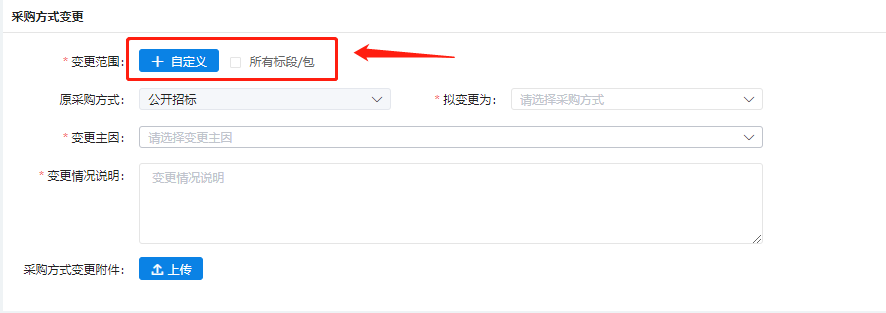 采购方式变更
* 变更范围: + 自定义 所有标段/包
原采购方式: 公开招标 * 拟变更为: 请选择采购方式
* 变更主因: 请选择变更主因
* 变更情况说明: 变更情况说明
采购方式变更附件: 上传